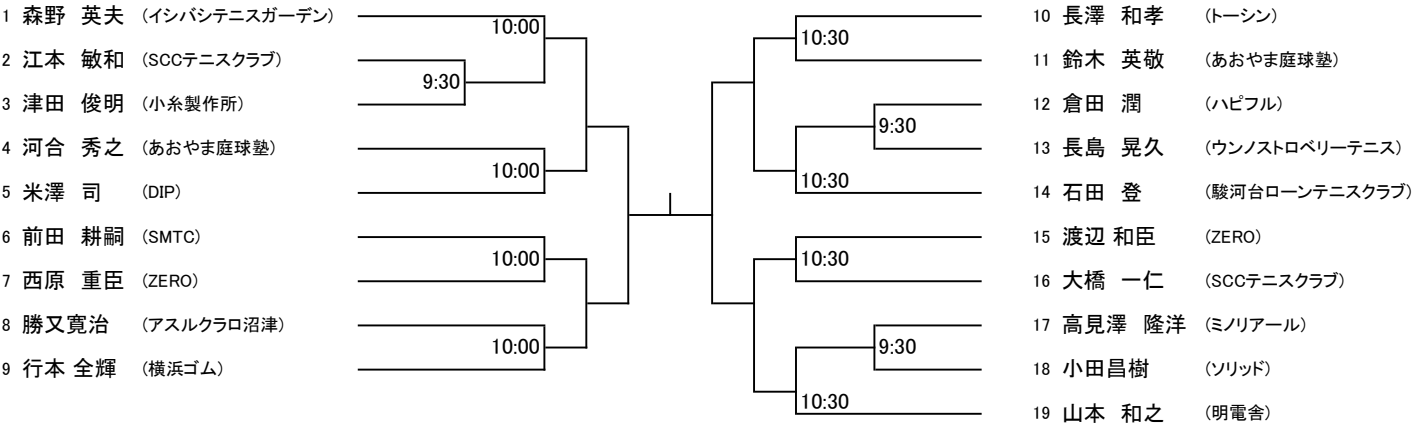 1 森野 英夫 (イシバシテニスガーデン)
10:00
2 江本 敏和 (SCCテニスクラブ)
9:30
3 津田 俊明 (小糸製作所)
4 河合 秀之 (あおやま庭球塾)
10:00
5 米澤 司 (DIP)
6 前田 耕嗣 (SMTC)
10:00
7 西原 重臣 (ZERO)
8 勝又寛治 (アスルクラロ沼津)
10:00
9 行本 全輝 (横浜ゴム)
10 長澤 和孝 (トーシン)
10:30
11 鈴木 英敬 (あおやま庭球塾)
12 倉田 潤 (ハピフル)
9:30
13 長島 晃久 (ウンノストロベリーテニス)
10:30
14 石田 登 (駿河台ローンテニスクラブ)
15 渡辺 和臣 (ZERO)
10:30
16 大橋 一仁 (SCCテニスクラブ)
17 高見澤 隆洋 (ミノリアール)
9:30
18 小田昌樹 (ソリッド)
10:30
19 山本 和之 (明電舎)